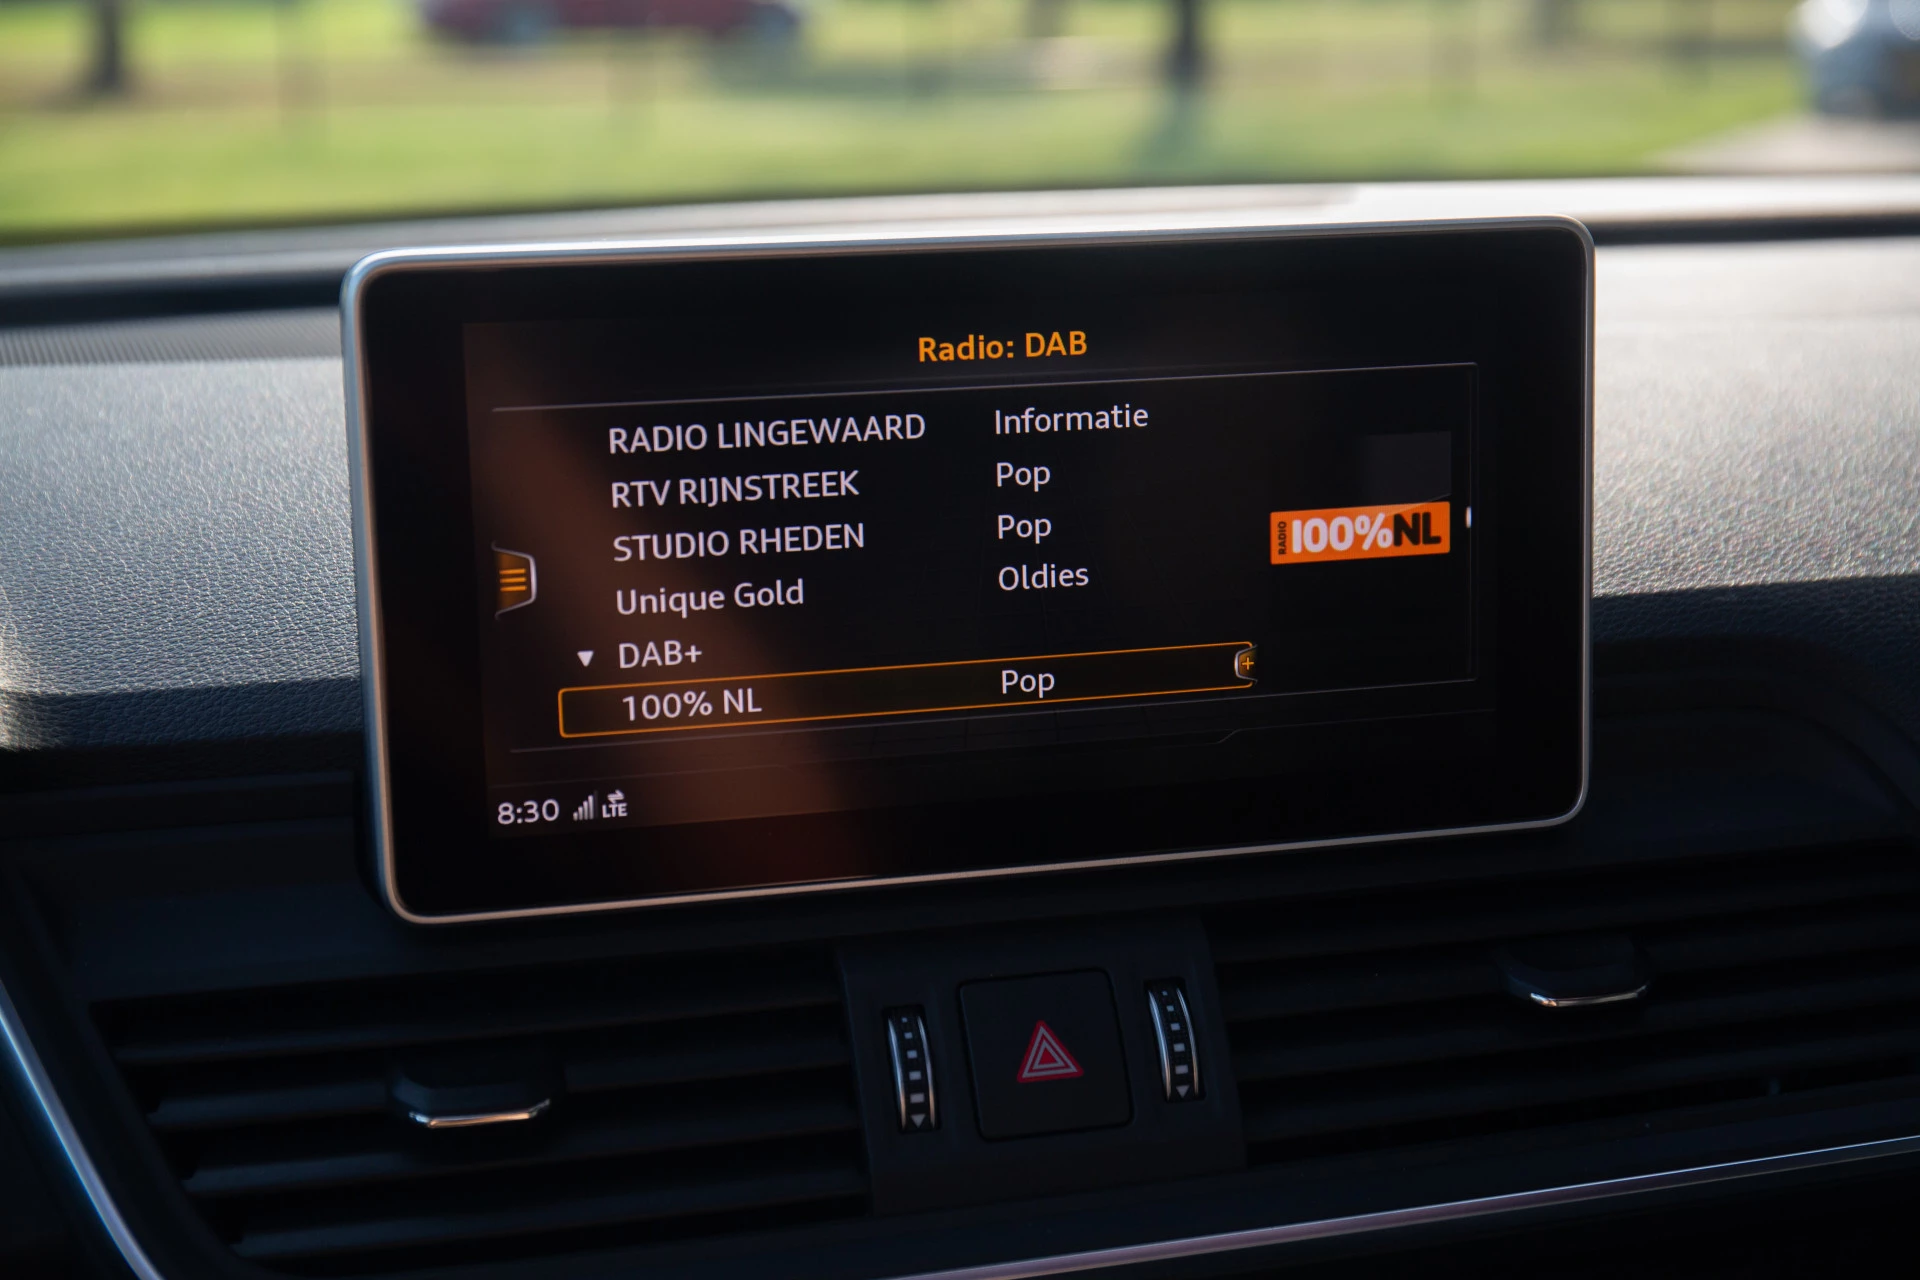 Radio: DAB
RADIO LINGEWAARD Informatie
RTV RIJNSTREEK Pop
STUDIO RHEDEN Pop
RADIO 100%NL
Unique Gold Oldies
DAB+
100% NL Pop
8:30 LTE